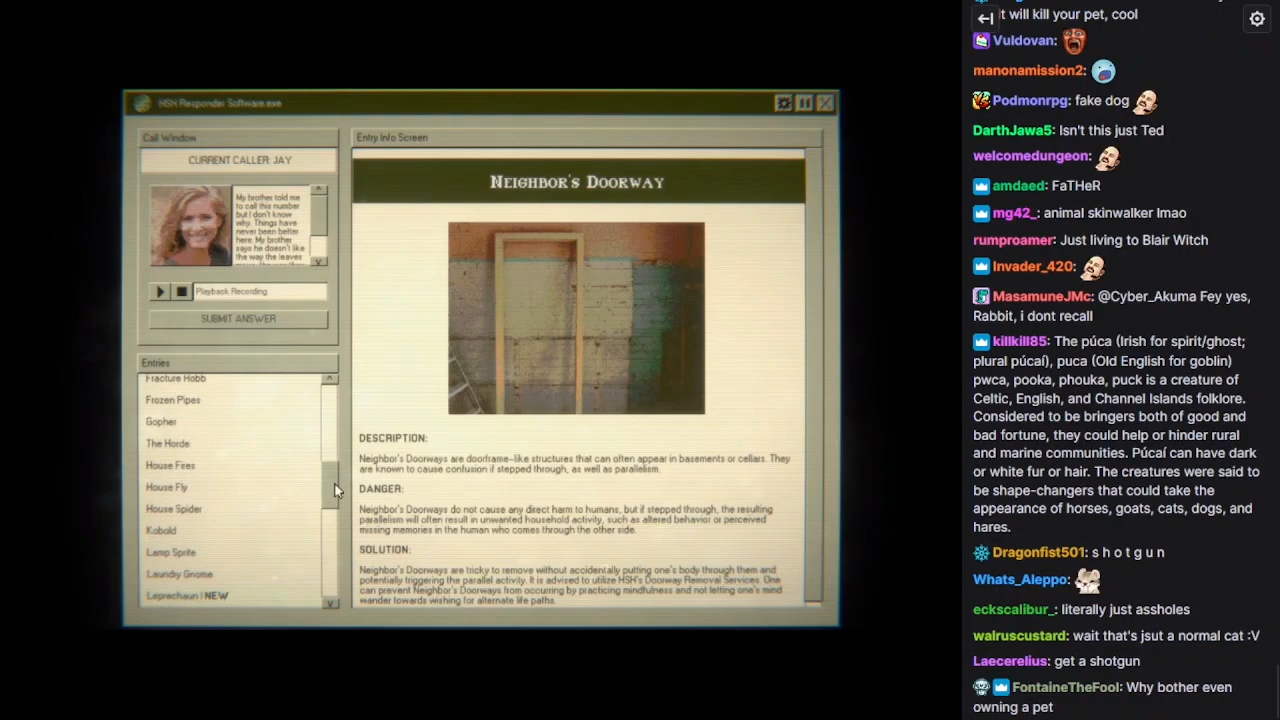 HSH Responder Software.exe
Call Window
CURRENT CALLER: JAY
My brother told me
to call this number
but I don't know
why. Things have
never been better
here. My brother
says he doesn't like
the way the leaves
Playback Recording
SUBMIT ANSWER
Entries
Fracture Hobb
Frozen Pipes
Gopher
The Horde
House Fires
House Fly
House Spider
Kobold
Lamp Sprite
Laundry Gnome
Leprechaun | NEW
Entry Info Screen
NEIGHBOR'S DOORWAY
DESCRIPTION:
Neighbor's Doorways are doorframe-like structures that can often appear in basements or cellars. They
are known to cause confusion if stepped through, as well as parallelism.
DANGER:
Neighbor's Doorways do not cause any direct harm to humans, but if stepped through, the resulting
parallelism will often result in unwanted household activity, such as altered behavior or perceived
missing memories in the human who comes through the other side.
SOLUTION:
Neighbor's Doorways are tricky to remove without accidentally putting one's body through them and
potentially triggering the parallel activity. It is advised to utilize HSH's Doorway Removal Services. One
can prevent Neighbor's Doorways from occurring by practicing mindfulness and not letting one's mind
wander towards wishing for alternate life paths.
it will kill your pet, cool
Vuldovan:
manonamission2:
Podmonrpg: fake dog
DarthJawa5: Isn't this just Ted
welcomedungeon:
amdaed: FaTHeR
mg42_: animal skinwalker lmao
rumproamer: Just living to Blair Witch
Invader_420:
MasamuneJMc: @Cyber_Akuma Fey yes,
Rabbit, i dont recall
killkill85: The púca (Irish for spirit/ghost;
plural púcaí), puca (Old English for goblin)
pwca, pooka, phouka, puck is a creature of
Celtic, English, and Channel Islands folklore.
Considered to be bringers both of good and
bad fortune, they could help or hinder rural
and marine communities. Púcaí can have dark
or white fur or hair. The creatures were said to
be shape-changers that could take the
appearance of horses, goats, cats, dogs, and
hares.
Dragonfist501: s h o t g u n
Whats_Aleppo:
eckscalibur_: literally just assholes
walruscustard: wait that's jsut a normal cat :V
Laecerelius: get a shotgun
FontaineTheFool: Why bother even
owning a pet